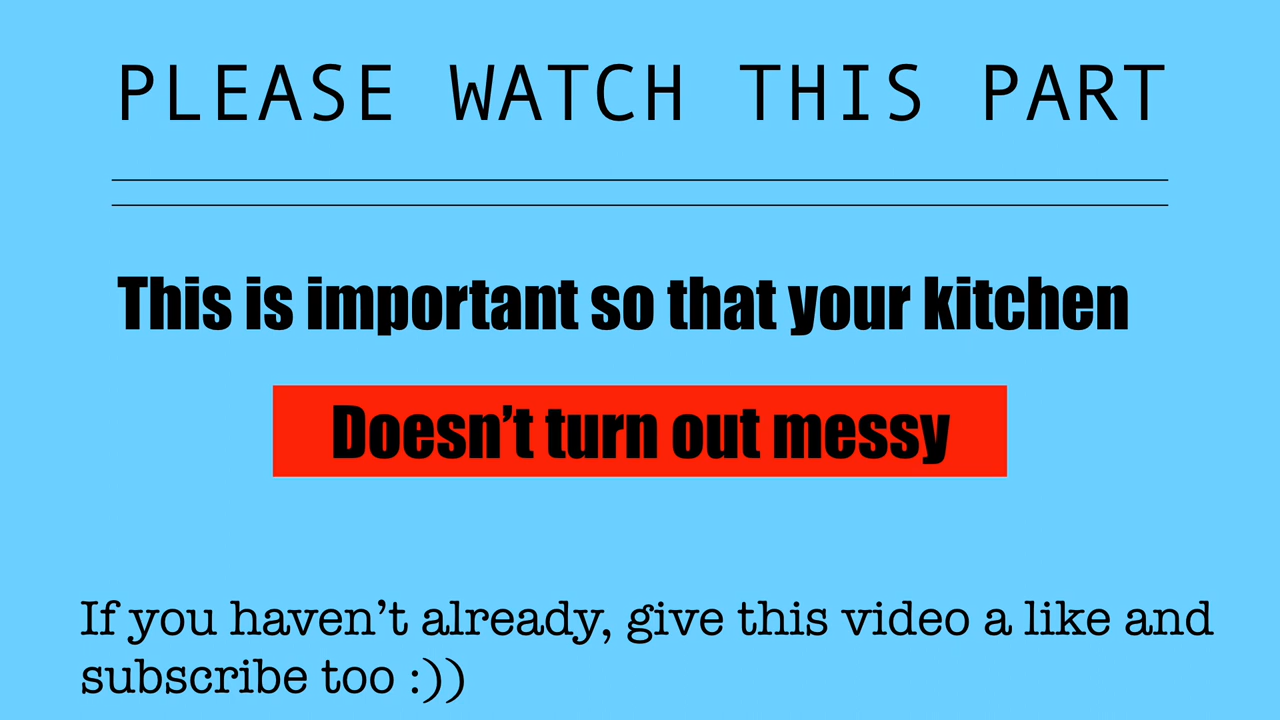 PLEASE WATCH THIS PART
This is important so that your kitchen
Doesn’t turn out messy
If you haven’t already, give this video a like and
subscribe too :))